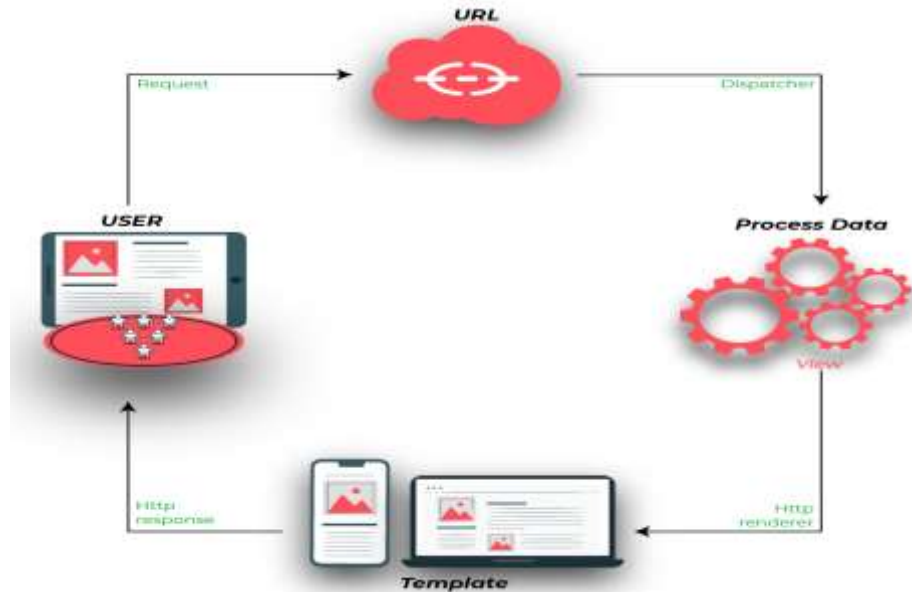 URL
Request
Dispatcher
USER
Process Data
View
Http
response
Http
renderer
Template